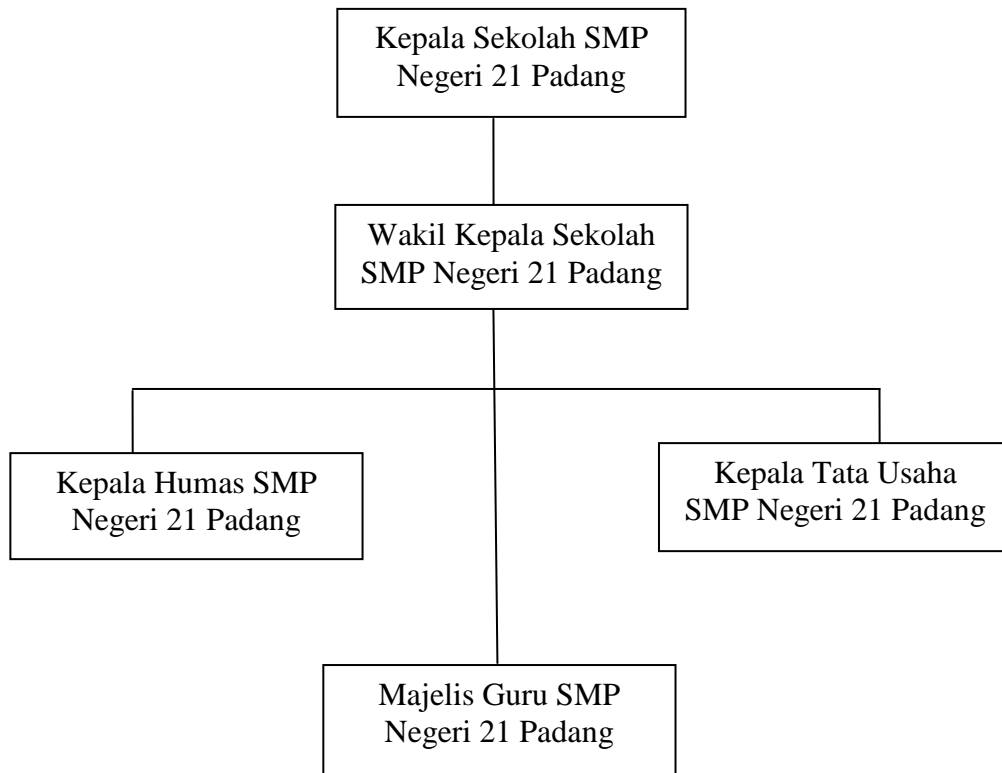 Kepala Sekolah SMP
Negeri 21 Padang
Wakil Kepala Sekolah
SMP Negeri 21 Padang
Kepala Humas SMP
Negeri 21 Padang
Kepala Tata Usaha
SMP Negeri 21 Padang
Majelis Guru SMP
Negeri 21 Padang